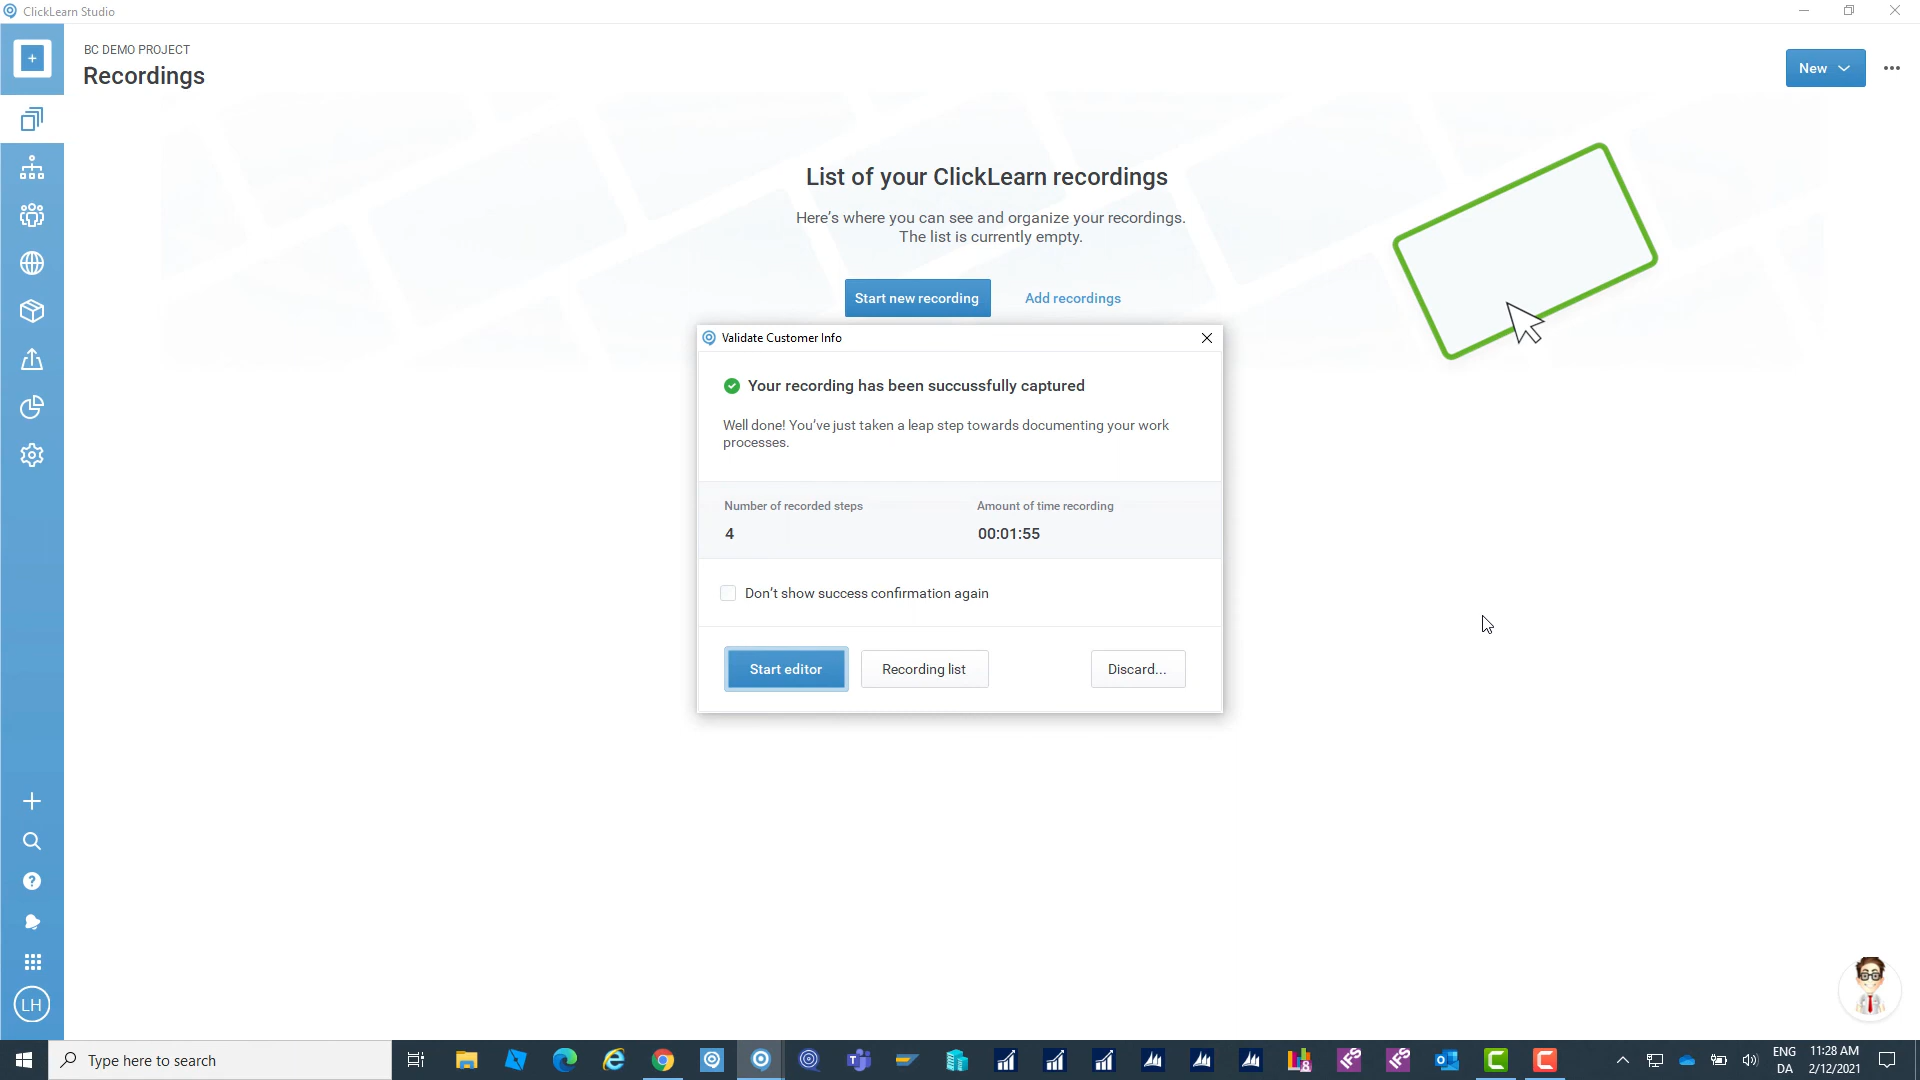 ClickLearn Studio
BC DEMO PROJECT
Recordings
New
List of your ClickLearn recordings
Here’s where you can see and organize your recordings.
The list is currently empty.
Start new recording
Add recordings
Validate Customer Info
Your recording has been succussfully captured
Well done! You’ve just taken a leap step towards documenting your work
processes.
Number of recorded steps
Amount of time recording
4
00:01:55
Don’t show success confirmation again
Start editor
Recording list
Discard...
LH
Type here to search
8
IFS
IFS
ENG
DA
11:28 AM
2/12/2021